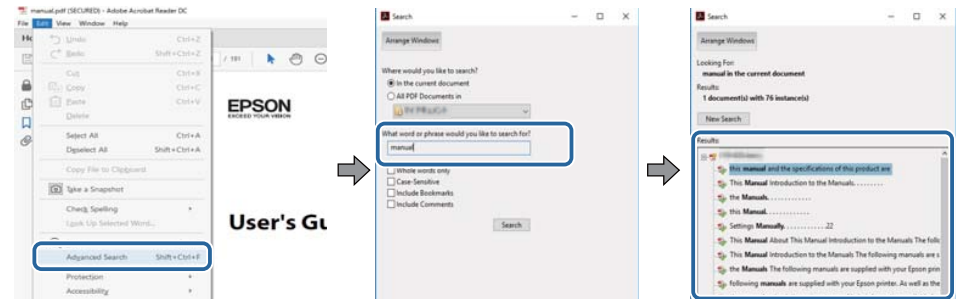 manual.pdf (SECURED) - Adobe Acrobat Reader DC
File Edit View Window Help
Undo Ctrl+Z
Redo Shift+Ctrl+Z
Cut Ctrl+X
Copy Ctrl+C
Paste Ctrl+V
Delete
Select All Ctrl+A
Deselect All Shift+Ctrl+A
Copy File to Clipboard
Take a Snapshot
Check Spelling
Look Up Selected Word...
Advanced Search Shift+Ctrl+F
Protection
Accessibility
/ 191
EPSON
EXCEED YOUR VISION
User's Gu
Search
Arrange Windows
Where would you like to search?
In the current document
All PDF Documents in
What word or phrase would you like to search for?
manual
Whole words only
Case-Sensitive
Include Bookmarks
Include Comments
Search
Search
Arrange Windows
Looking For:
manual in the current document
Results:
1 document(s) with 76 instance(s)
New Search
Results:
this manual and the specifications of this product are
This Manual Introduction to the Manuals. . . . . . . . .
the Manuals. . . . . . . . . . . . .
this Manual. . . . . . . . . . . . .
Settings Manually. . . . . . . . . . . . .22
This Manual About This Manual Introduction to the Manuals The follo
This Manual Introduction to the Manuals The following manuals are s
the Manuals The following manuals are supplied with your Epson prin
following manuals are supplied with your Epson printer. As well as the